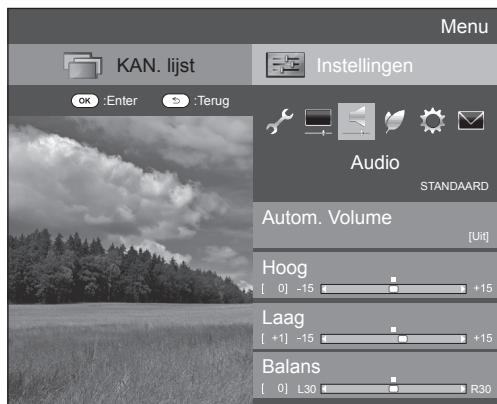 Menu
KAN. lijst
Instellingen
OK :Enter :Terug
Audio
STANDAARD
Autom. Volume
[Uit]
Hoog
[ 0] -15 +15
Laag
[ +1] -15 +15
Balans
[ 0] L30 R30